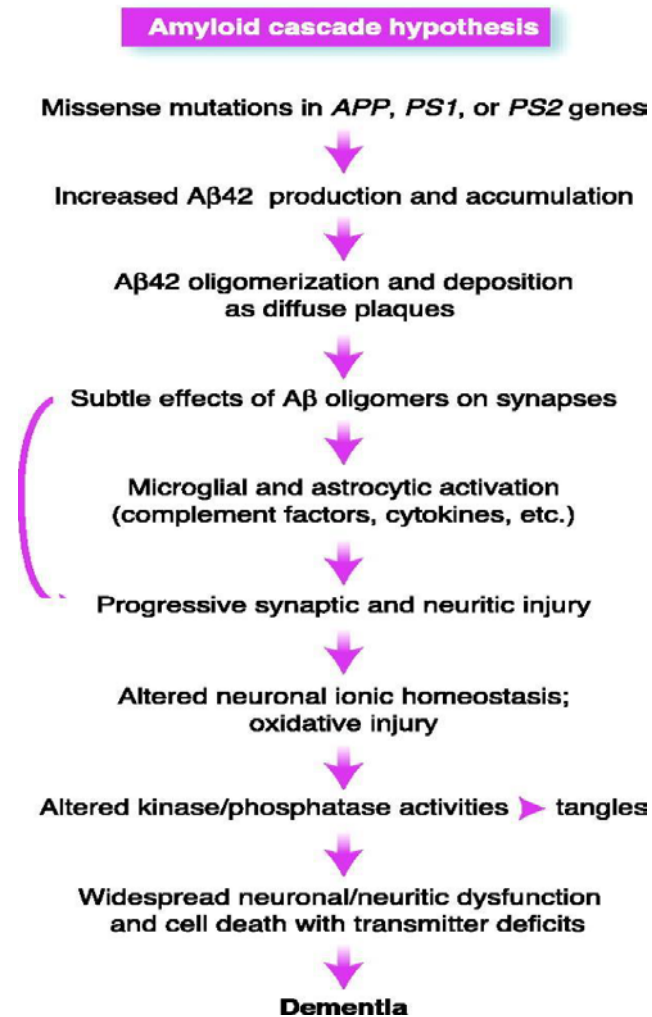 Amyloid cascade hypothesis
Missense mutations in APP, PS1, or PS2 genes
Increased Aβ42 production and accumulation
Aβ42 oligomerization and deposition
as diffuse plaques
Subtle effects of Aβ oligomers on synapses
Microglial and astrocytic activation
(complement factors, cytokines, etc.)
Progressive synaptic and neuritic injury
Altered neuronal ionic homeostasis;
oxidative injury
Altered kinase/phosphatase activities ➤ tangles
Widespread neuronal/neuritic dysfunction
and cell death with transmitter deficits
Dementia